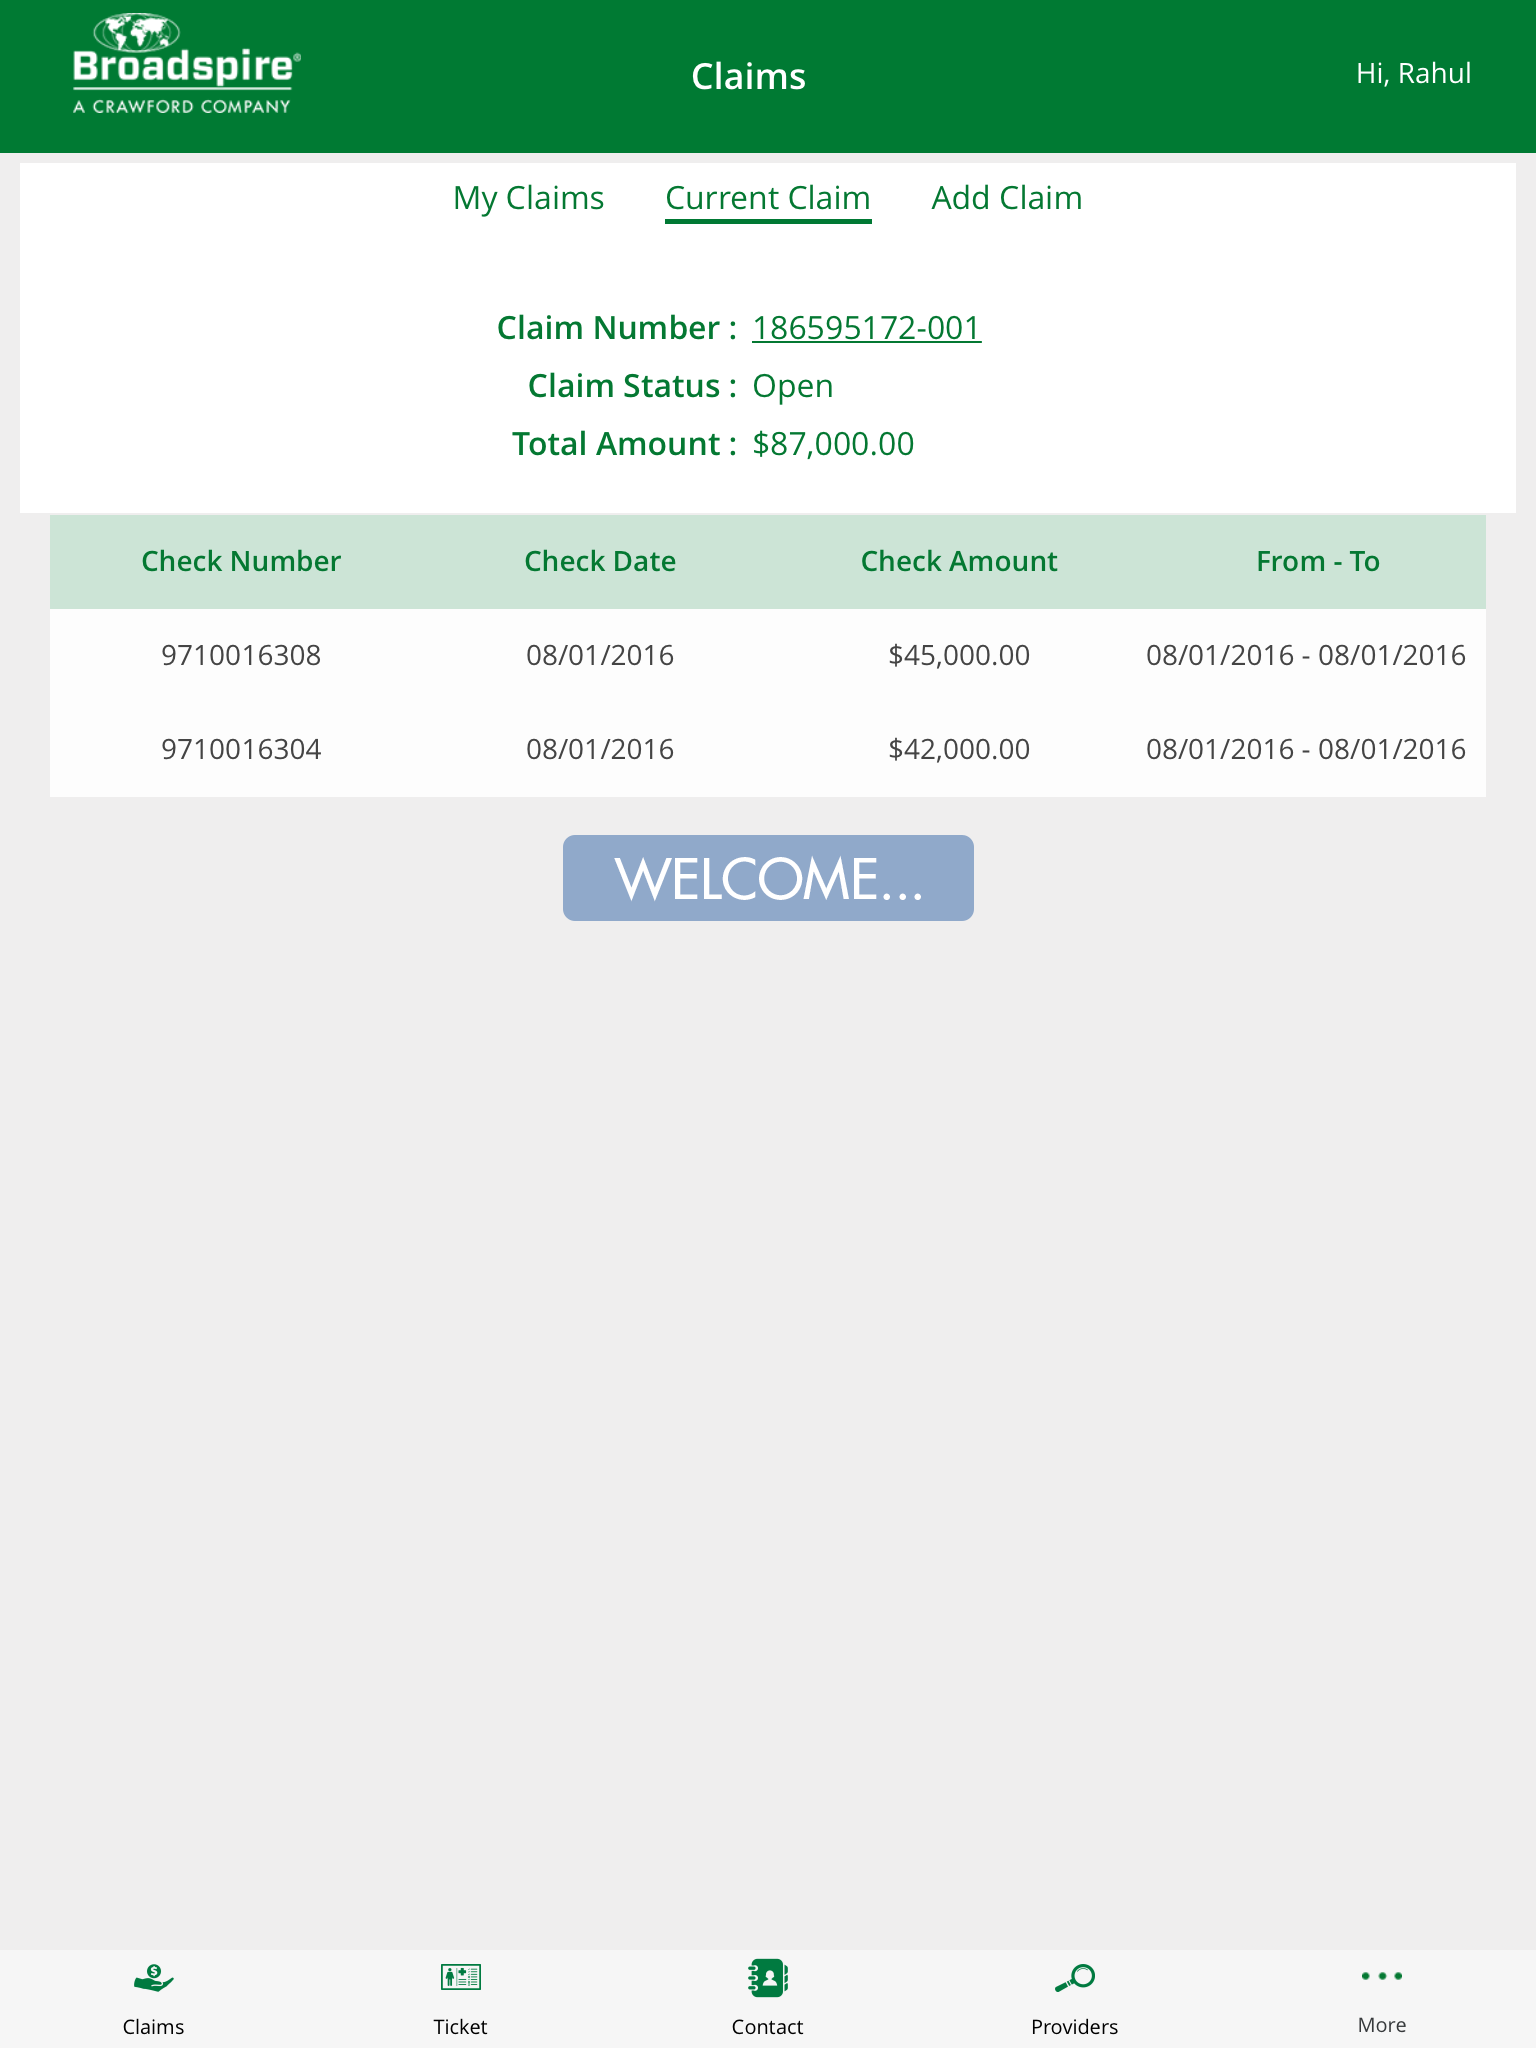 Broadspire®
A CRAWFORD COMPANY
Claims
Hi, Rahul
My Claims Current Claim Add Claim
Claim Number : 186595172-001
Claim Status : Open
Total Amount : $87,000.00
Check Number Check Date Check Amount From - To
9710016308 08/01/2016 $45,000.00 08/01/2016 - 08/01/2016
9710016304 08/01/2016 $42,000.00 08/01/2016 - 08/01/2016
WELCOME...
Claims Ticket Contact Providers More